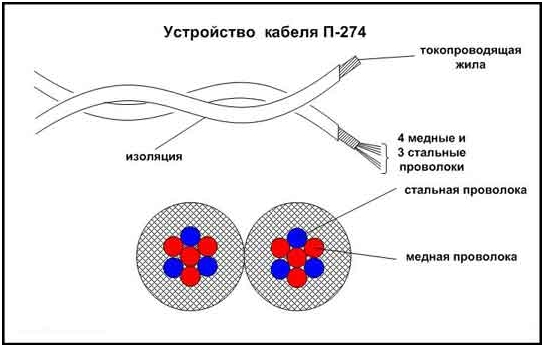 Устройство кабеля П-274
токопроводящая
жила
изоляция
4 медные и
3 стальные
проволоки
стальная проволока
медная проволока